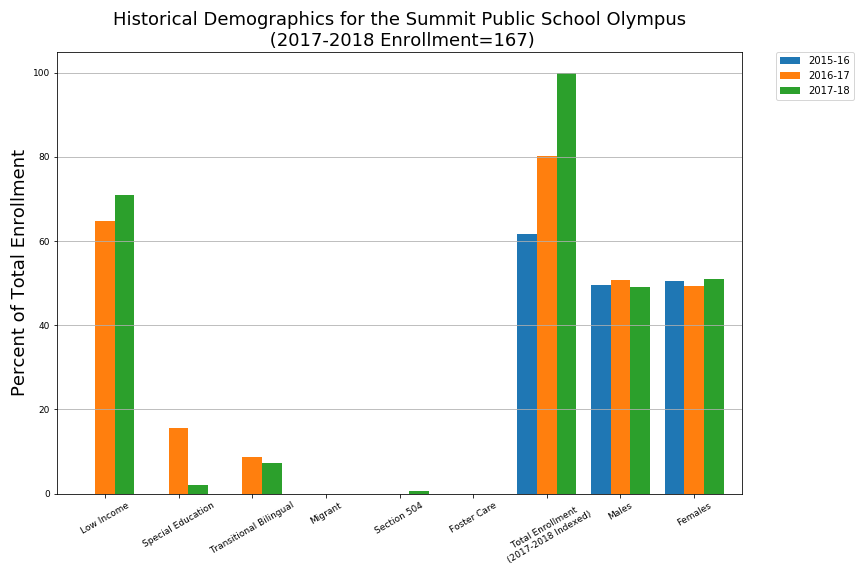 Historical Demographics for the Summit Public School Olympus
(2017-2018 Enrollment=167)
2015-16
2016-17
2017-18
Percent of Total Enrollment
100
80
60
40
20
0
Low Income
Special Education
Transitional Bilingual
Migrant
Section 504
Foster Care
Total Enrollment
(2017-2018 Indexed)
Males
Females